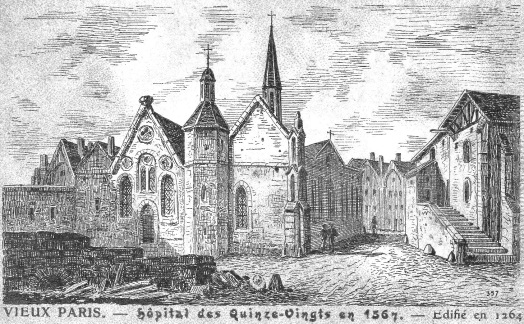 357
VIEUX PARIS. — Hôpital des Quinze-Vingts en 1567. — Edifié en 1264